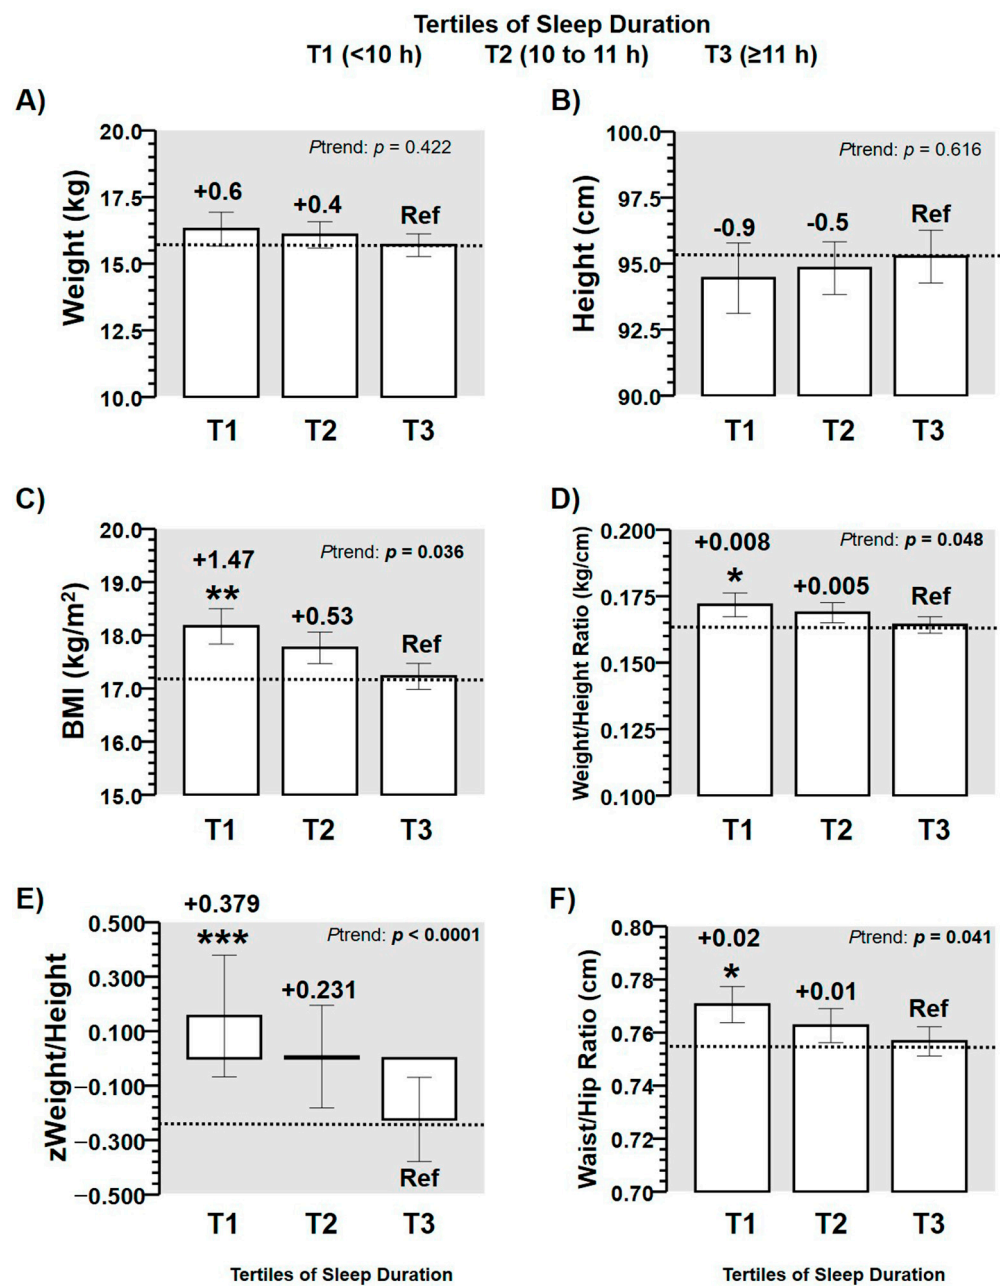 Tertiles of Sleep Duration
T1 (<10 h) T2 (10 to 11 h) T3 (≥11 h)
A)
Weight (kg)
20.0
17.5
15.0
12.5
10.0
Ptrend: p = 0.422
+0.6
+0.4
Ref
T1 T2 T3
B)
Height (cm)
100.0
97.5
95.0
92.5
90.0
Ptrend: p = 0.616
-0.9
-0.5
Ref
T1 T2 T3
C)
BMI (kg/m²)
20.0
19.0
18.0
17.0
16.0
15.0
Ptrend: p = 0.036
+1.47
**
+0.53
Ref
T1 T2 T3
D)
Weight/Height Ratio (kg/cm)
0.200
0.175
0.150
0.125
0.100
Ptrend: p = 0.048
+0.008
*
+0.005
Ref
T1 T2 T3
E)
zWeight/Height
0.500
0.300
0.100
−0.100
−0.300
−0.500
Ptrend: p < 0.0001
+0.379
***
+0.231
Ref
T1 T2 T3
Tertiles of Sleep Duration
F)
Waist/Hip Ratio (cm)
0.80
0.78
0.76
0.74
0.72
0.70
Ptrend: p = 0.041
+0.02
*
+0.01
Ref
T1 T2 T3
Tertiles of Sleep Duration